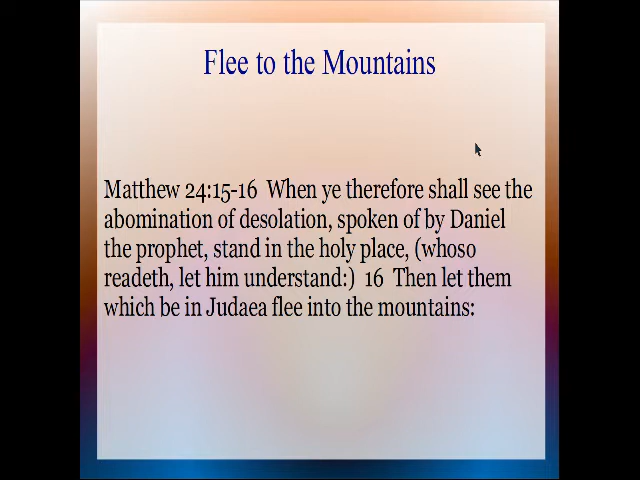 Flee to the Mountains
Matthew 24:15-16  When ye therefore shall see the
abomination of desolation, spoken of by Daniel
the prophet, stand in the holy place, (whoso
readeth, let him understand:)  16  Then let them
which be in Judaea flee into the mountains: